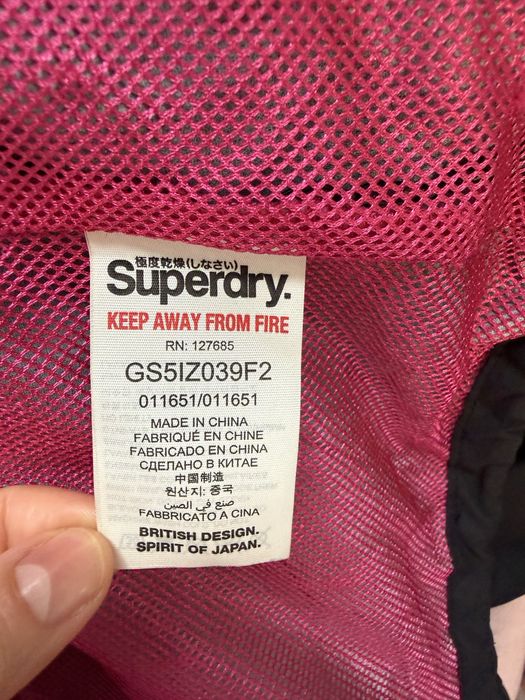 極度乾燥(しなさい)
Superdry.
KEEP AWAY FROM FIRE
RN: 127685
GS5IZ039F2
011651/011651
MADE IN CHINA
FABRIQUÉ EN CHINE
FABRICADO EN CHINA
СДЕЛАНО В КИТАЕ
中国制造
원산지: 중국
صنع في الصين
FABBRICATO A CINA
BRITISH DESIGN.
SPIRIT OF JAPAN.